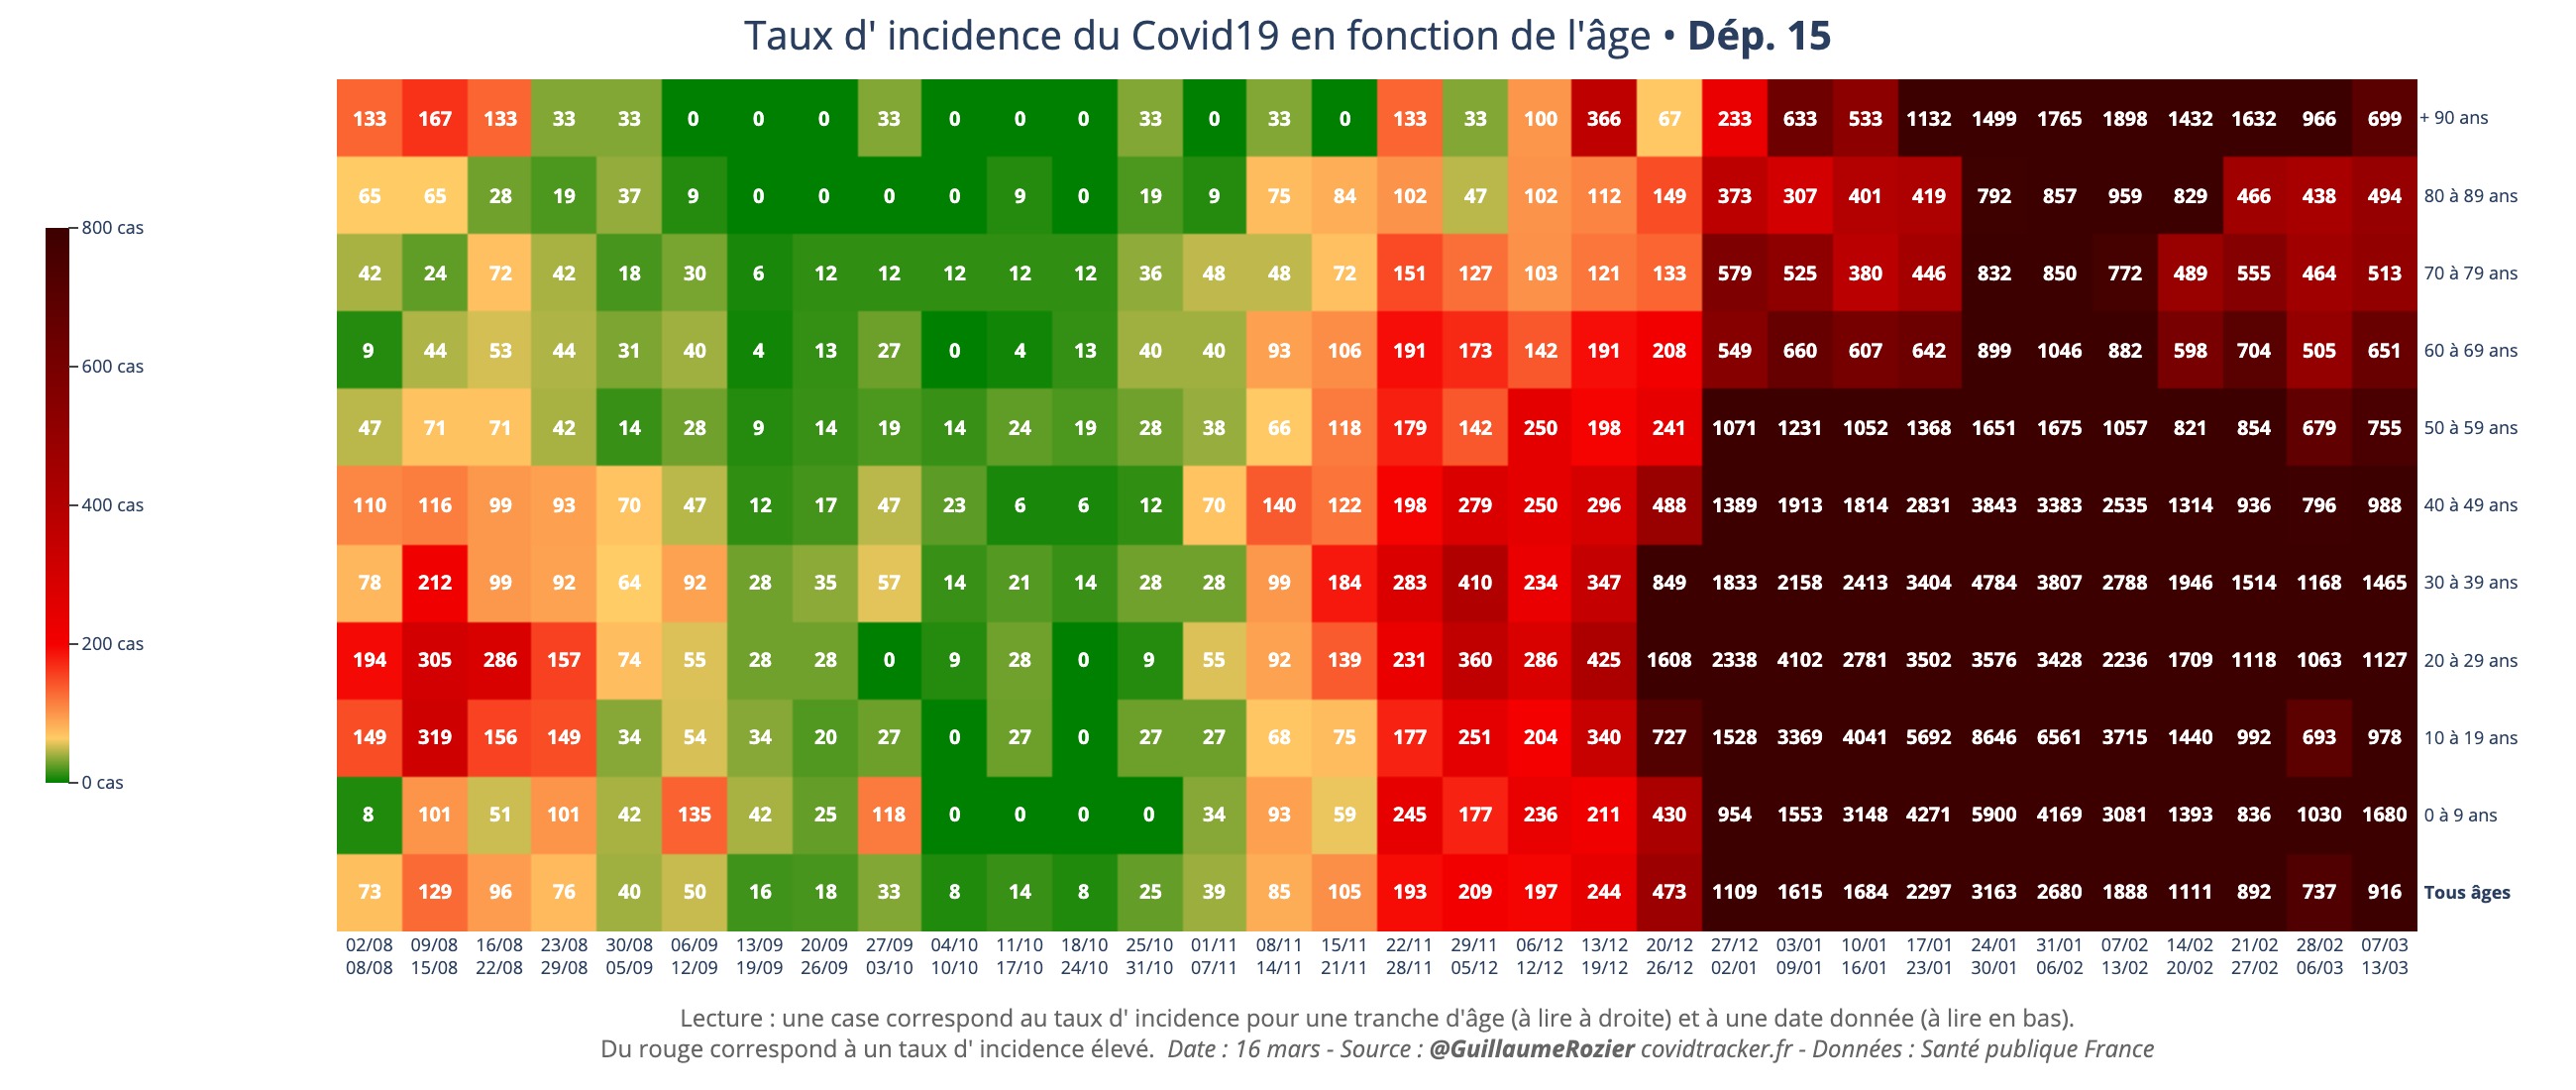 Taux d' incidence du Covid19 en fonction de l'âge • Dép. 15
800 cas
600 cas
400 cas
200 cas
0 cas
133 167 133 33 33 0 0 0 33 0 0 0 33 0 33 0 133 33 100 366 67 233 633 533 1132 1499 1765 1898 1432 1632 966 699 + 90 ans
65 65 28 19 37 9 0 0 0 0 9 0 19 9 75 84 102 47 102 112 149 373 307 401 419 792 857 959 829 466 438 494 80 à 89 ans
42 24 72 42 18 30 6 12 12 12 12 12 36 48 48 72 151 127 103 121 133 579 525 380 446 832 850 772 489 555 464 513 70 à 79 ans
9 44 53 44 31 40 4 13 27 0 4 13 40 40 93 106 191 173 142 191 208 549 660 607 642 899 1046 882 598 704 505 651 60 à 69 ans
47 71 71 42 14 28 9 14 19 14 24 19 28 38 66 118 179 142 250 198 241 1071 1231 1052 1368 1651 1675 1057 821 854 679 755 50 à 59 ans
110 116 99 93 70 47 12 17 47 23 6 6 12 70 140 122 198 279 250 296 488 1389 1913 1814 2831 3843 3383 2535 1314 936 796 988 40 à 49 ans
78 212 99 92 64 92 28 35 57 14 21 14 28 28 99 184 283 410 234 347 849 1833 2158 2413 3404 4784 3807 2788 1946 1514 1168 1465 30 à 39 ans
194 305 286 157 74 55 28 28 0 9 28 0 9 55 92 139 231 360 286 425 1608 2338 4102 2781 3502 3576 3428 2236 1709 1118 1063 1127 20 à 29 ans
149 319 156 149 34 54 34 20 27 0 27 0 27 27 68 75 177 251 204 340 727 1528 3369 4041 5692 8646 6561 3715 1440 992 693 978 10 à 19 ans
8 101 51 101 42 135 42 25 118 0 0 0 0 34 93 59 245 177 236 211 430 954 1553 3148 4271 5900 4169 3081 1393 836 1030 1680 0 à 9 ans
73 129 96 76 40 50 16 18 33 8 14 8 25 39 85 105 193 209 197 244 473 1109 1615 1684 2297 3163 2680 1888 1111 892 737 916 Tous âges
02/08 09/08 16/08 23/08 30/08 06/09 13/09 20/09 27/09 04/10 11/10 18/10 25/10 01/11 08/11 15/11 22/11 29/11 06/12 13/12 20/12 27/12 03/01 10/01 17/01 24/01 31/01 07/02 14/02 21/02 28/02 07/03
08/08 15/08 22/08 29/08 05/09 12/09 19/09 26/09 03/10 10/10 17/10 24/10 31/10 07/11 14/11 21/11 28/11 05/12 12/12 19/12 26/12 02/01 09/01 16/01 23/01 30/01 06/02 13/02 20/02 27/02 06/03 13/03
Lecture : une case correspond au taux d' incidence pour une tranche d'âge (à lire à droite) et à une date donnée (à lire en bas).
Du rouge correspond à un taux d' incidence élevé. Date : 16 mars - Source : @GuillaumeRozier covidtracker.fr - Données : Santé publique France